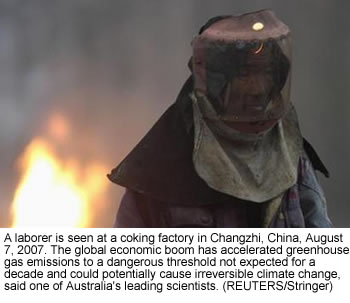 A laborer is seen at a coking factory in Changzhi, China, August
7, 2007. The global economic boom has accelerated greenhouse
gas emissions to a dangerous threshold not expected for a
decade and could potentially cause irreversible climate change,
said one of Australia's leading scientists. (REUTERS/Stringer)